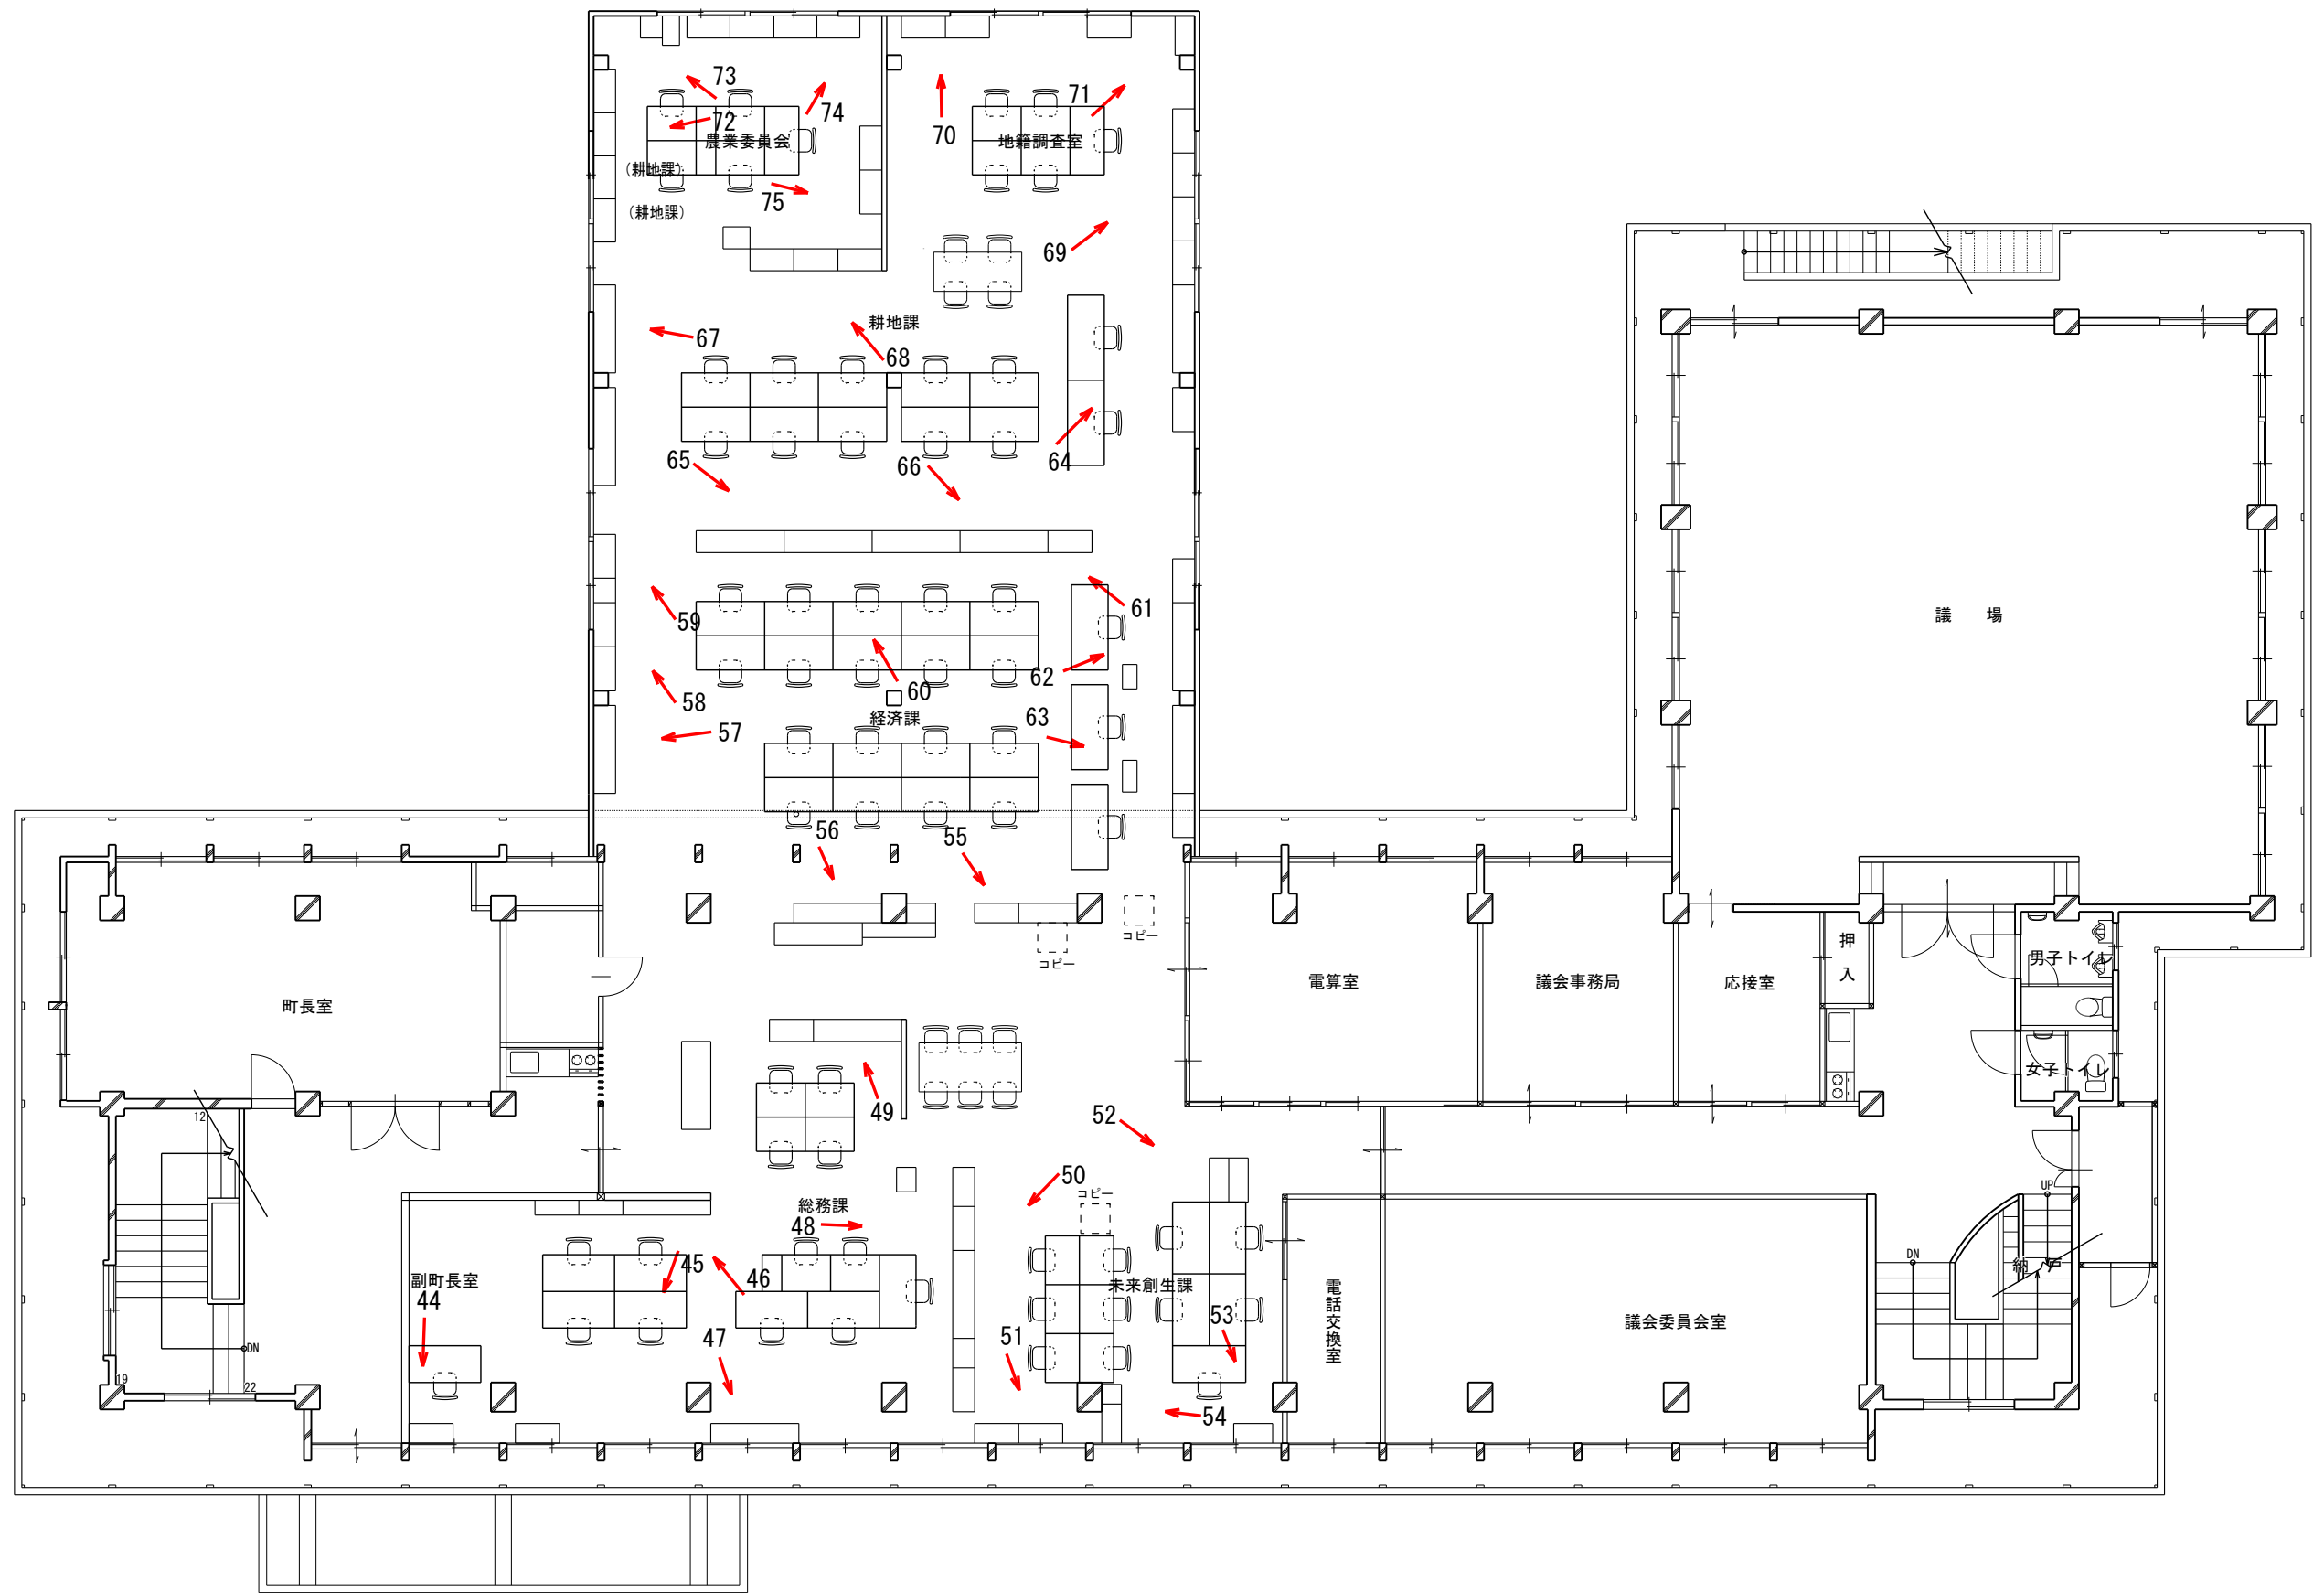 73
74
72
農業委員会
(耕地課)
(耕地課)
75
70
71
地籍調査室
69
耕地課
67
68
65
66
64
59
61
58
60
62
経済課
57
63
56
55
コピー
コピー
議　場
町長室
電算室
議会事務局
応接室
押入
男子トイレ
女子トイレ
49
52
50
コピー
12
総務課
48
45
46
副町長室
44
47
51
未来創生課
53
54
電話交換室
議会委員会室
UP
DN
納戸
DN
19
22